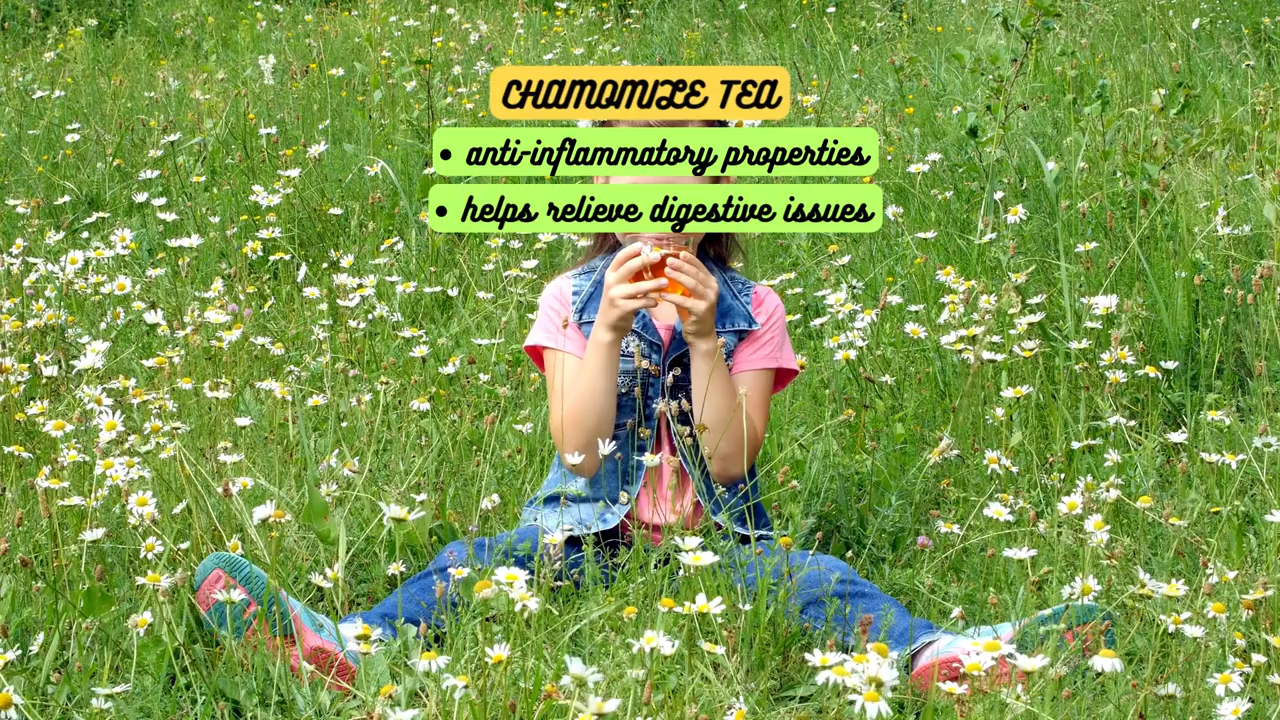 CHAMOMILE TEA
• anti-inflammatory properties
• helps relieve digestive issues